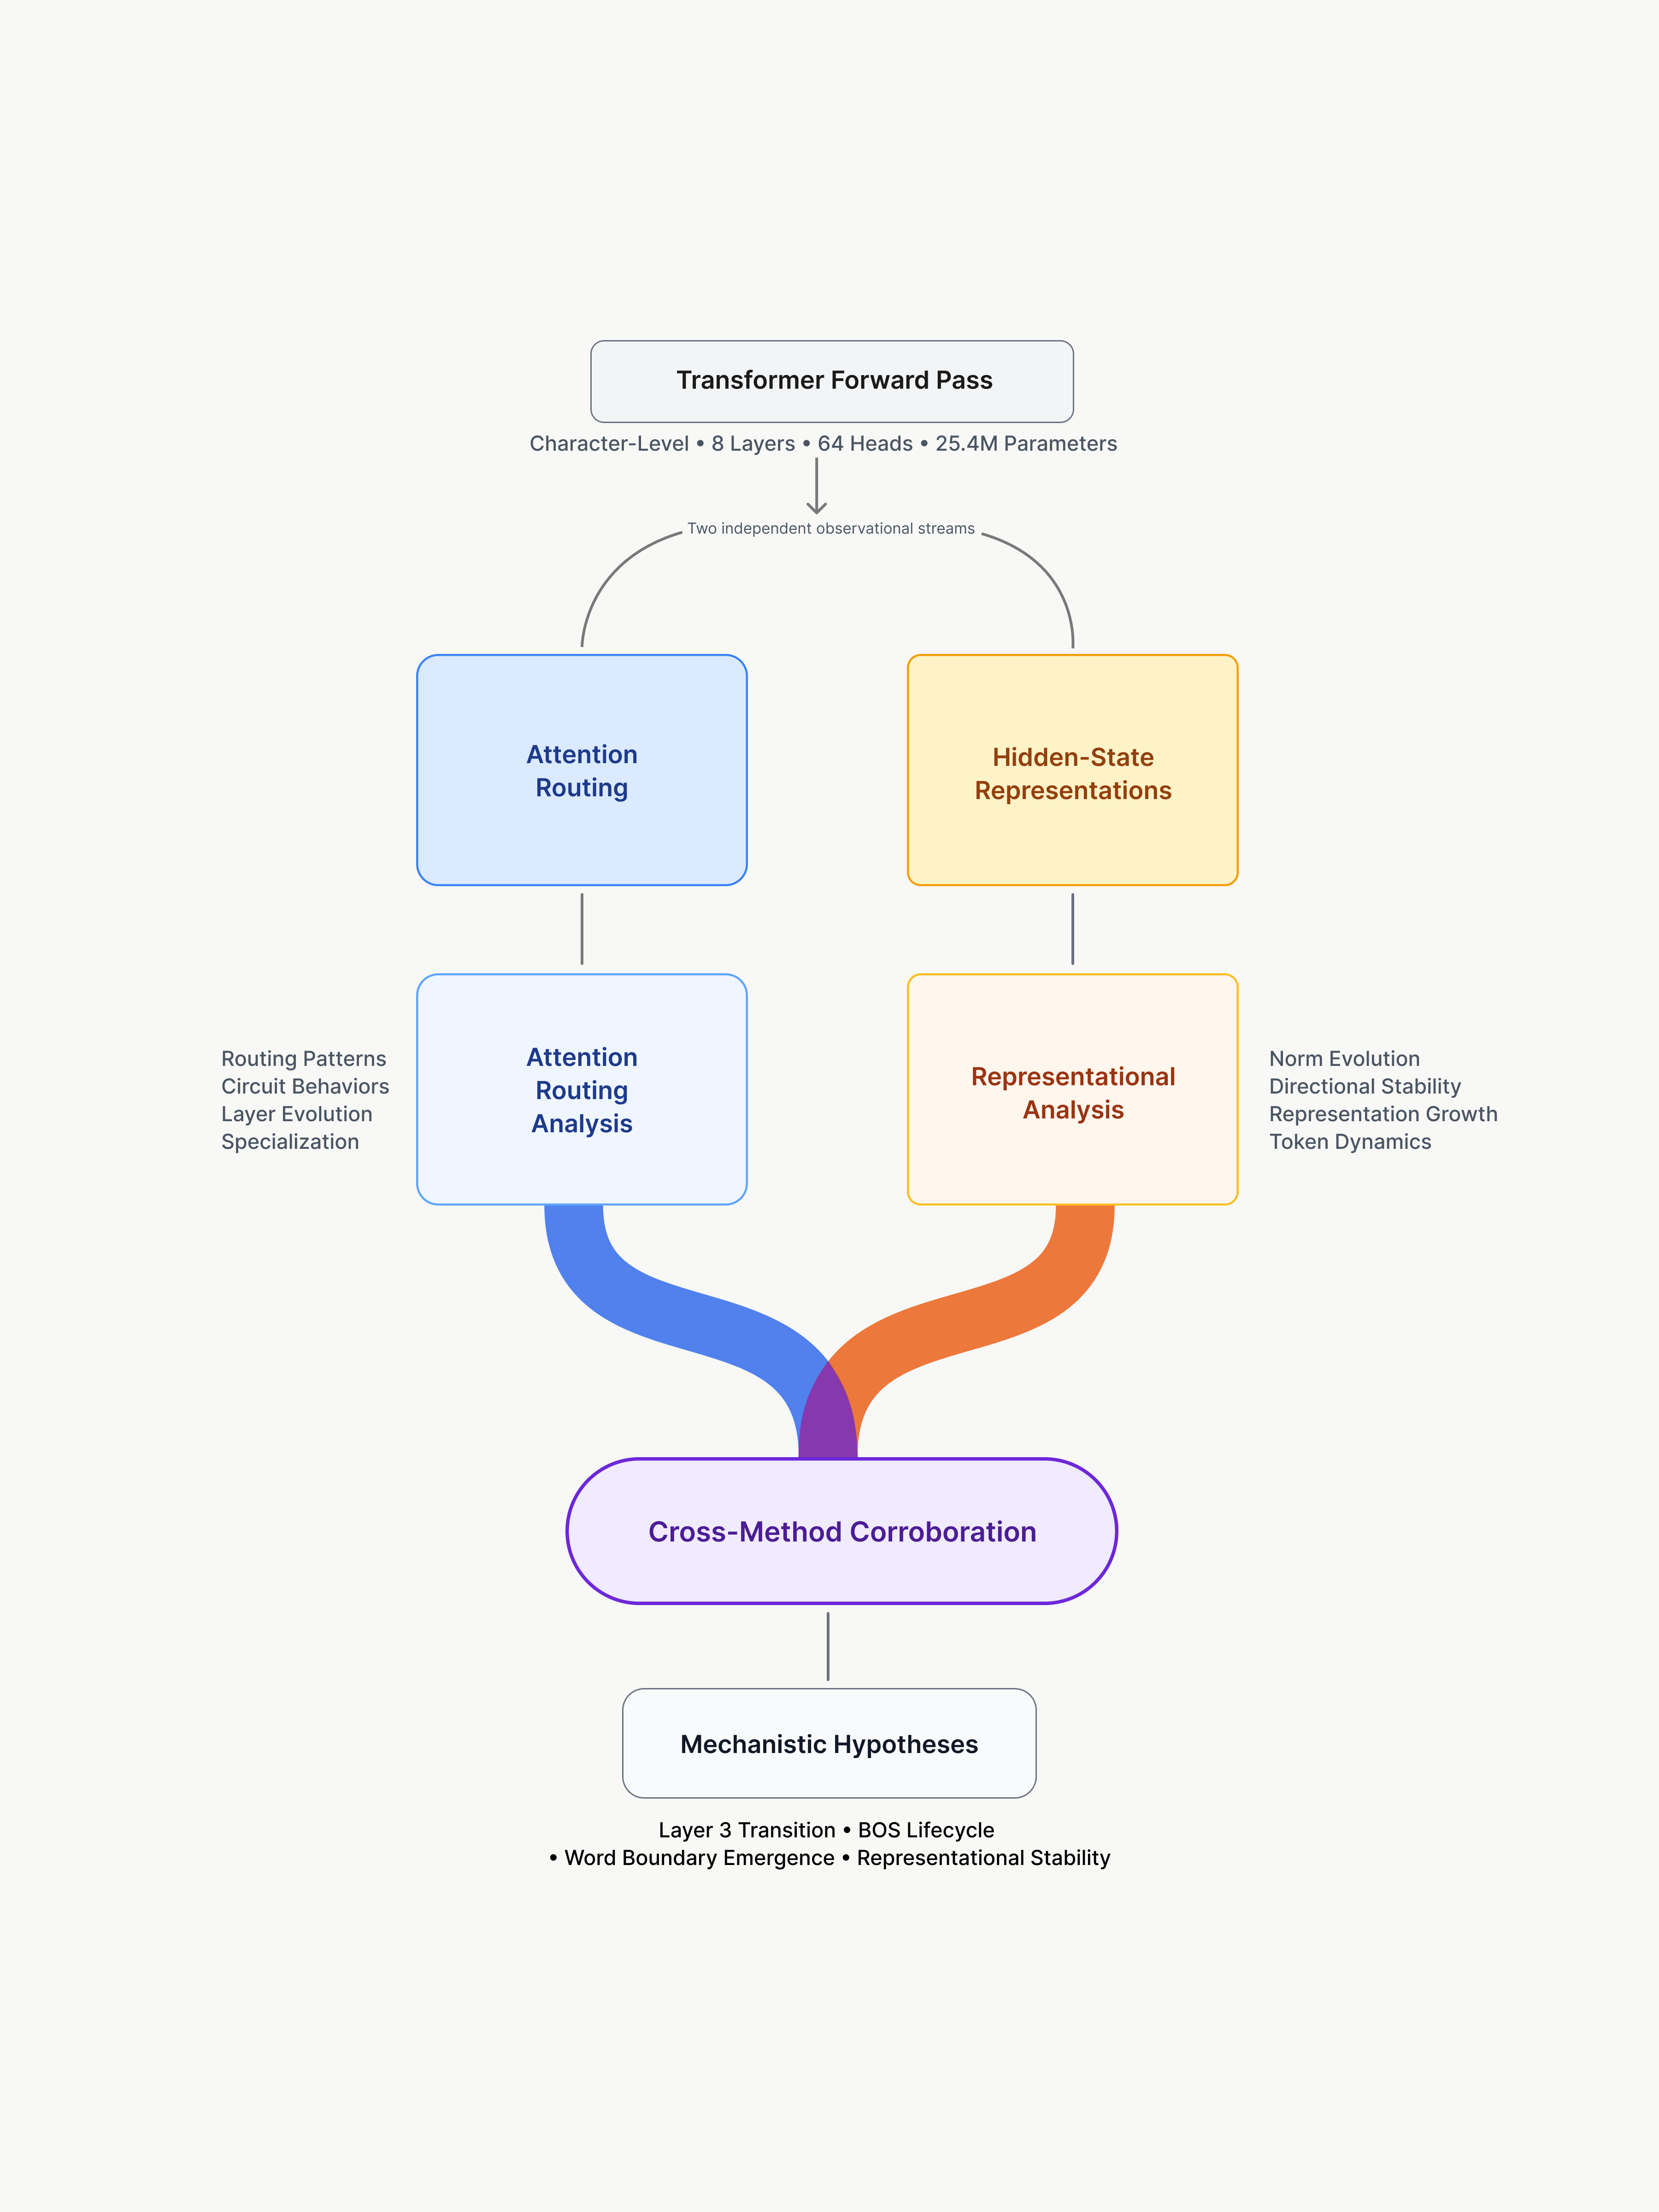 Transformer Forward Pass
Character-Level • 8 Layers • 64 Heads • 25.4M Parameters
Two independent observational streams
Attention
Routing
Hidden-State
Representations
Routing Patterns
Circuit Behaviors
Layer Evolution
Specialization
Attention
Routing
Analysis
Representational
Analysis
Norm Evolution
Directional Stability
Representation Growth
Token Dynamics
Cross-Method Corroboration
Mechanistic Hypotheses
Layer 3 Transition • BOS Lifecycle
• Word Boundary Emergence • Representational Stability